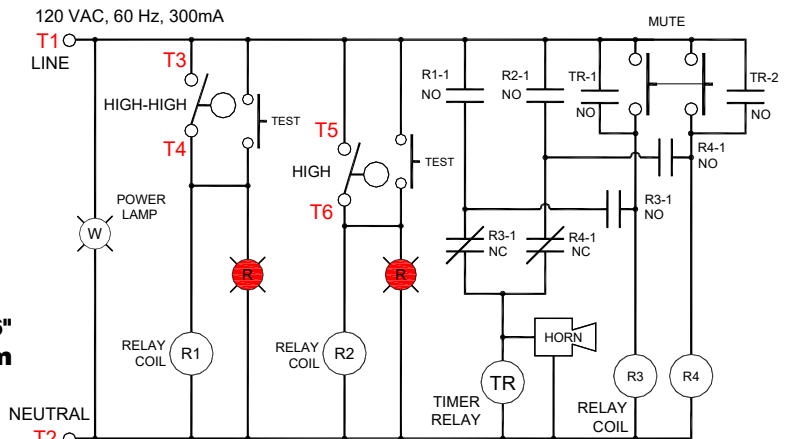 120 VAC, 60 Hz, 300mA
T1
LINE
T3
HIGH-HIGH
T4
TEST
T5
HIGH
T6
TEST
POWER
LAMP
W
R
R
RELAY
COIL
R1
RELAY
COIL
R2
R1-1
NO
R2-1
NO
TR-1
NO
MUTE
TR-2
NO
R4-1
NO
R3-1
NO
R3-1
NC
R4-1
NC
HORN
TR
TIMER
RELAY
RELAY
COIL
R3
R4
NEUTRAL
T2